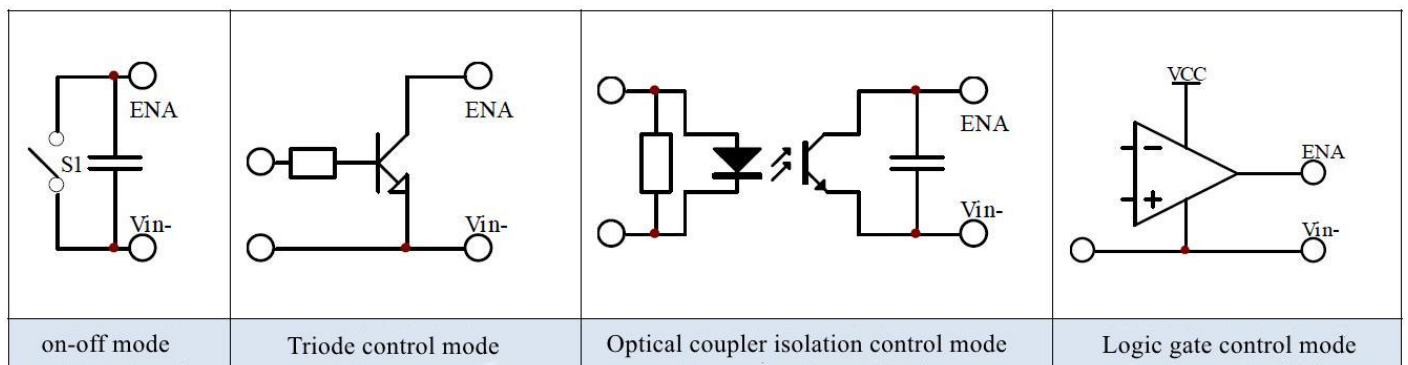 ENA
S1
Vin-
on-off mode
ENA
Vin-
Triode control mode
ENA
Vin-
Optical coupler isolation control mode
VCC
ENA
Vin-
Logic gate control mode